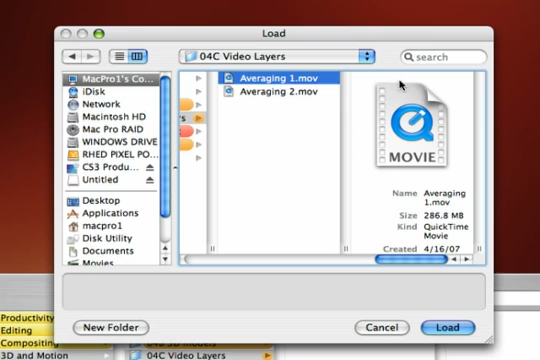 Load
04C Video Layers
search
MacPro1's Co...
iDisk
Network
Macintosh HD
Mac Pro RAID
WINDOWS DRIVE
RHED PIXEL PO...
CS3 Produ...
Untitled
Desktop
Applications
macpro1
Disk Utility
Documents
Movies
Averaging 1.mov
Averaging 2.mov
MOVIE
Name Averaging
1.mov
Size 286.8 MB
Kind QuickTime
Movie
Created 4/16/07
New Folder
Cancel
Load
Productivity
Editing
Compositing
3D and Motion
04C Video Layers